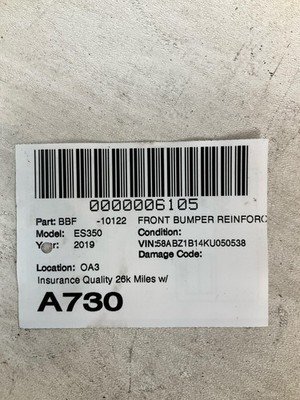 0000006105
Part: BBF -10122 FRONT BUMPER REINFORC
Model: ES350 Condition:
Year: 2019 VIN:58ABZ1B14KU050538
Damage Code:
Location: OA3
Insurance Quality 26k Miles w/
A730